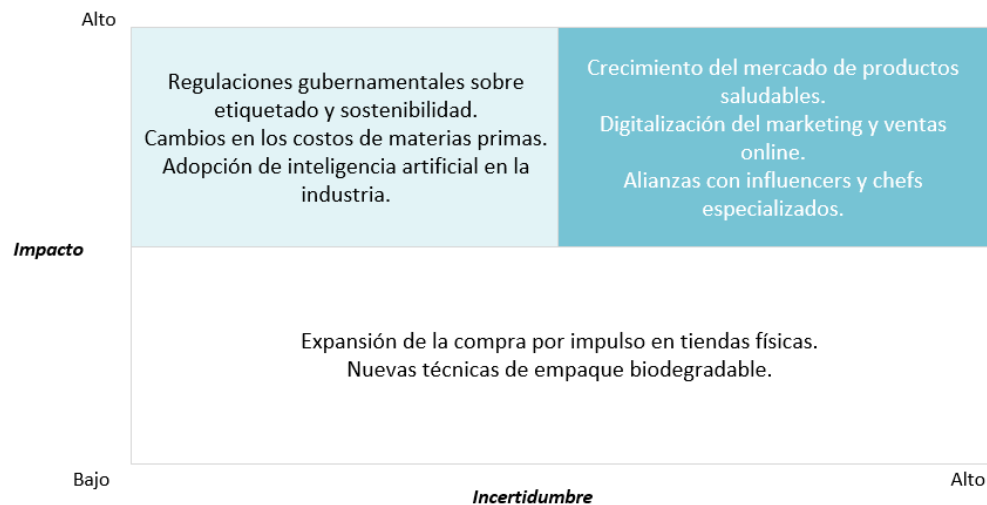 Alto
Regulaciones gubernamentales sobre
etiquetado y sostenibilidad.
Cambios en los costos de materias primas.
Adopción de inteligencia artificial en la
industria.
Crecimiento del mercado de productos
saludables.
Digitalización del marketing y ventas
online.
Alianzas con influencers y chefs
especializados.
Impacto
Expansión de la compra por impulso en tiendas físicas.
Nuevas técnicas de empaque biodegradable.
Bajo
Alto
Incertidumbre